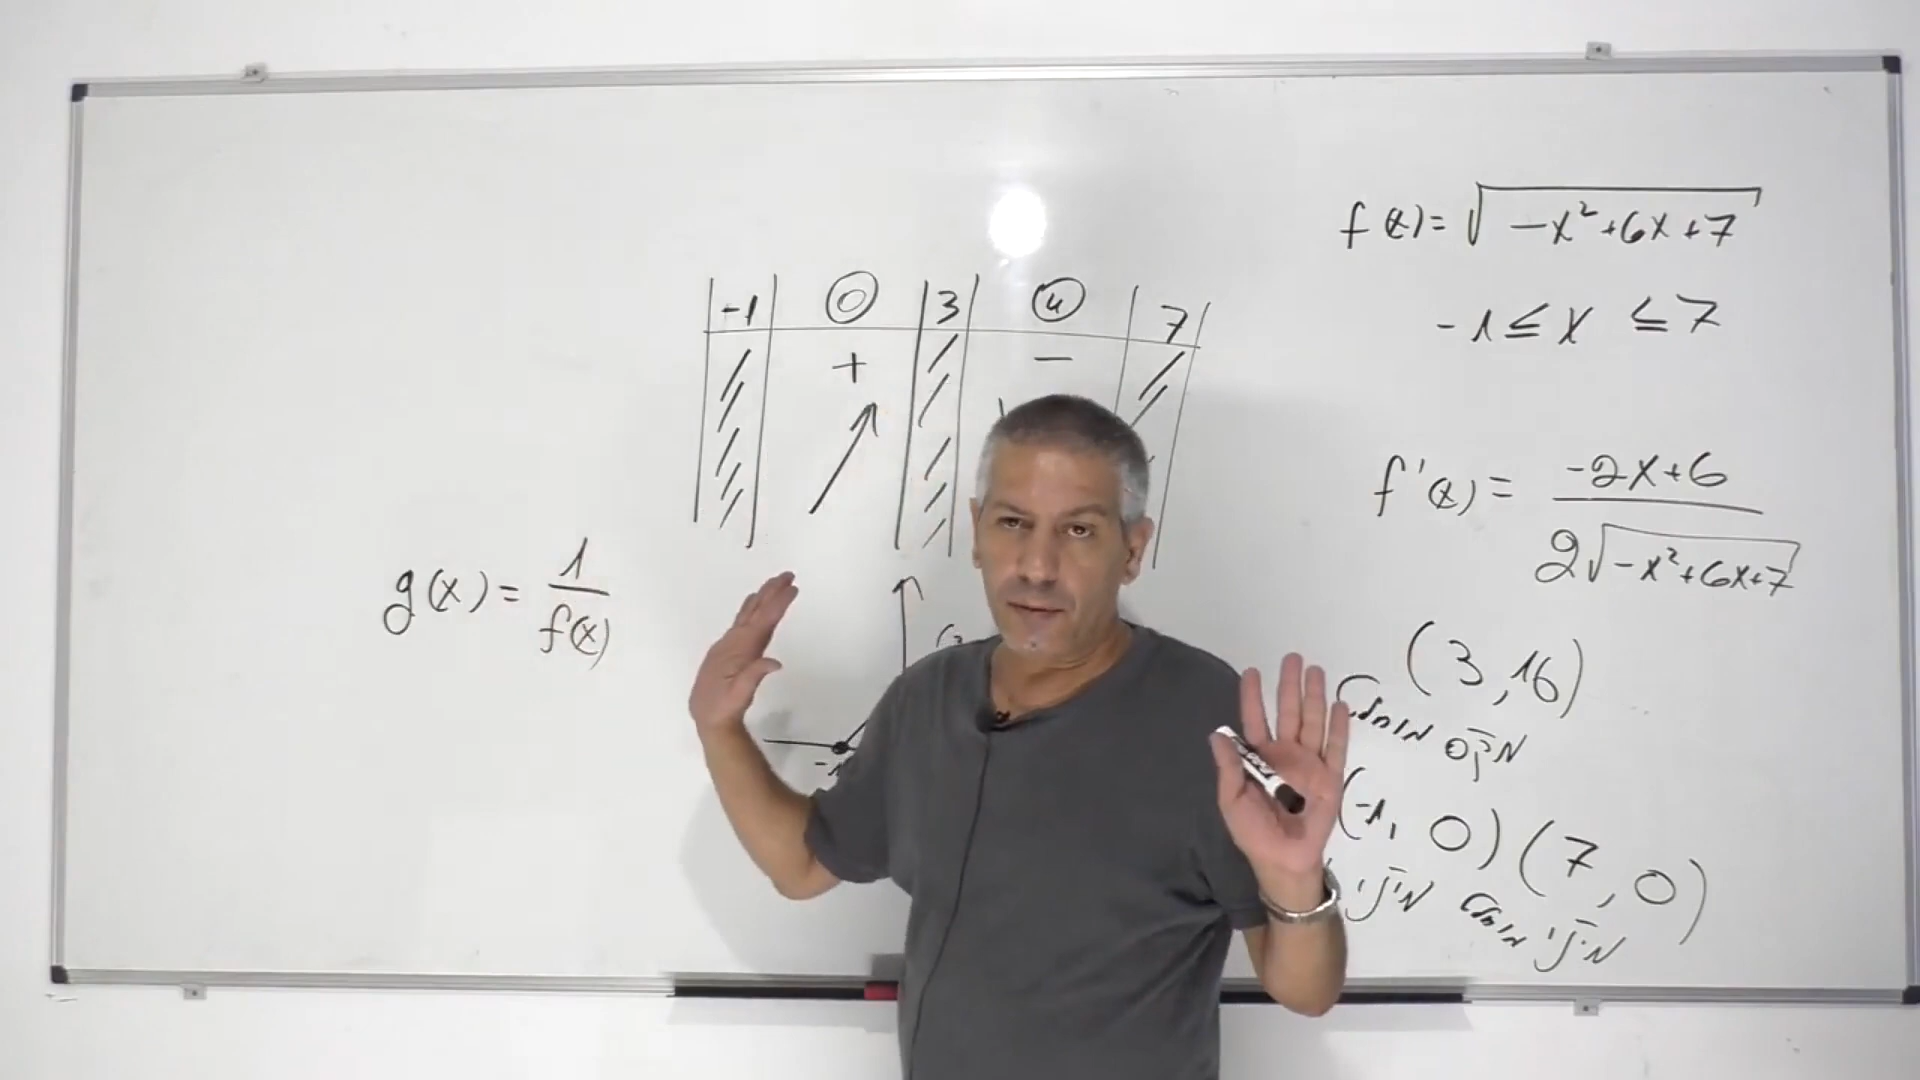 f(x)=√-x²+6x+7
-1≤x≤7
-1 | 0 | 3 | 4 | 7
+ -
f'(x)= -2x+6
2√-x²+6x+7
g(x)= 1
f(x)
(3,16)
(-1, 0) (7, 0)